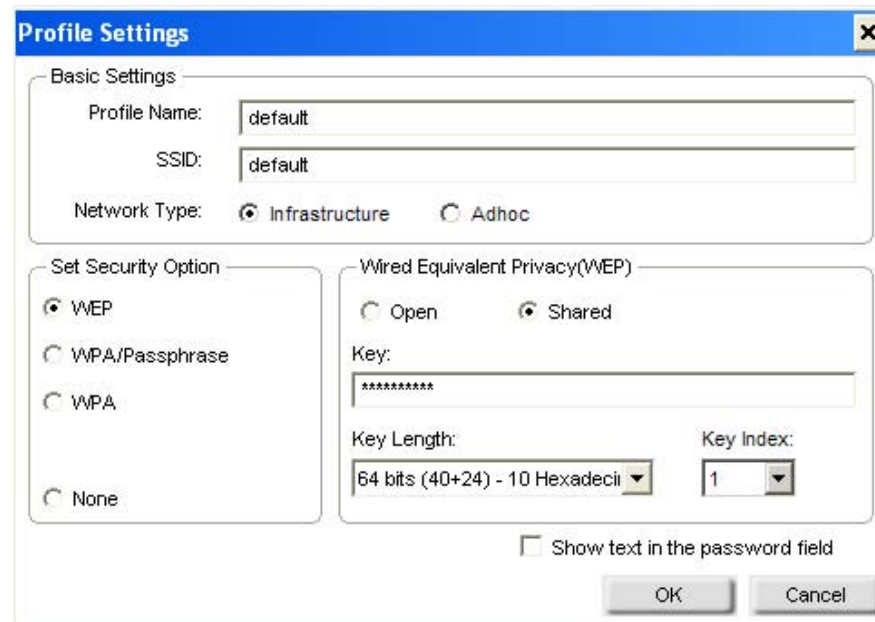 Profile Settings
Basic Settings
Profile Name: default
SSID: default
Network Type: Infrastructure Adhoc
Set Security Option
WEP
WPA/Passphrase
WPA
None
Wired Equivalent Privacy(WEP)
Open Shared
Key:
**********
Key Length: Key Index:
64 bits (40+24) - 10 Hexadecii 1
Show text in the password field
OK Cancel